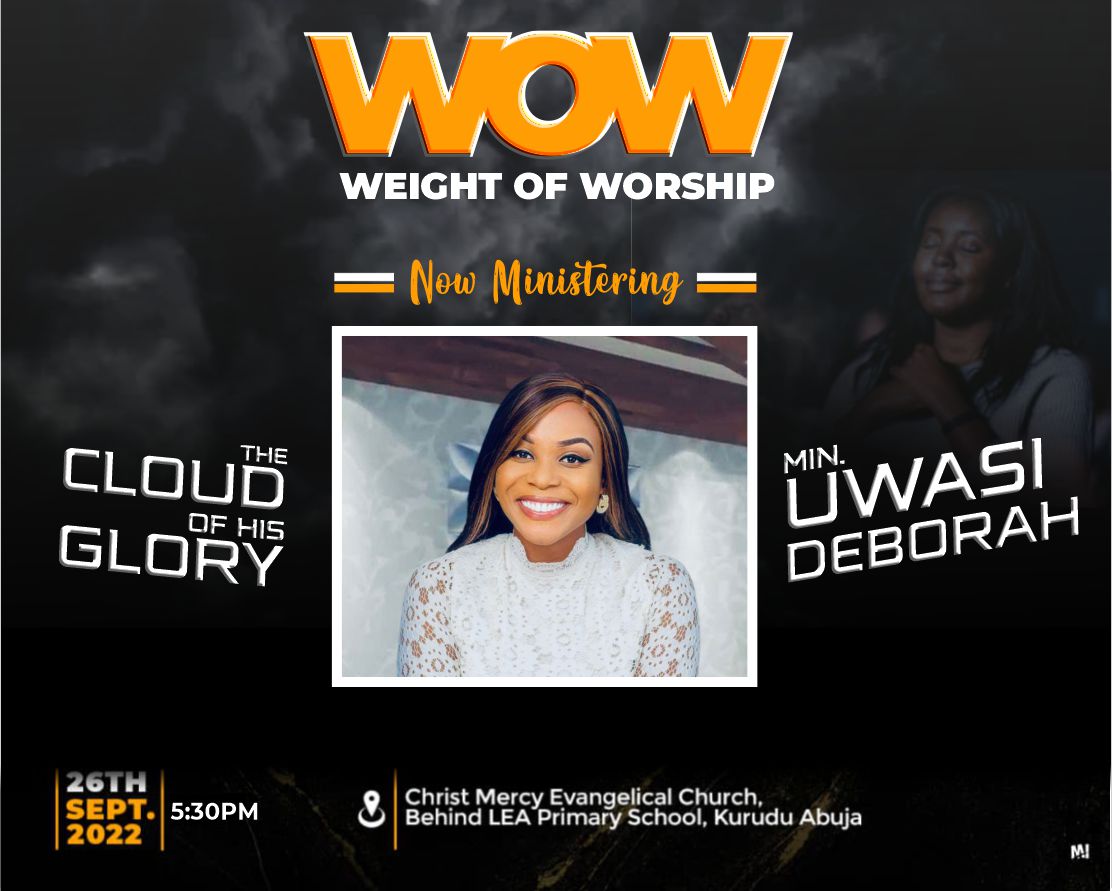 WOW
WEIGHT OF WORSHIP
Now Ministering
THE
CLOUD
OF HIS
GLORY
MIN.
UWASI
DEBORAH
26TH
SEPT.
2022
5:30PM
Christ Mercy Evangelical Church,
Behind LEA Primary School, Kurudu Abuja